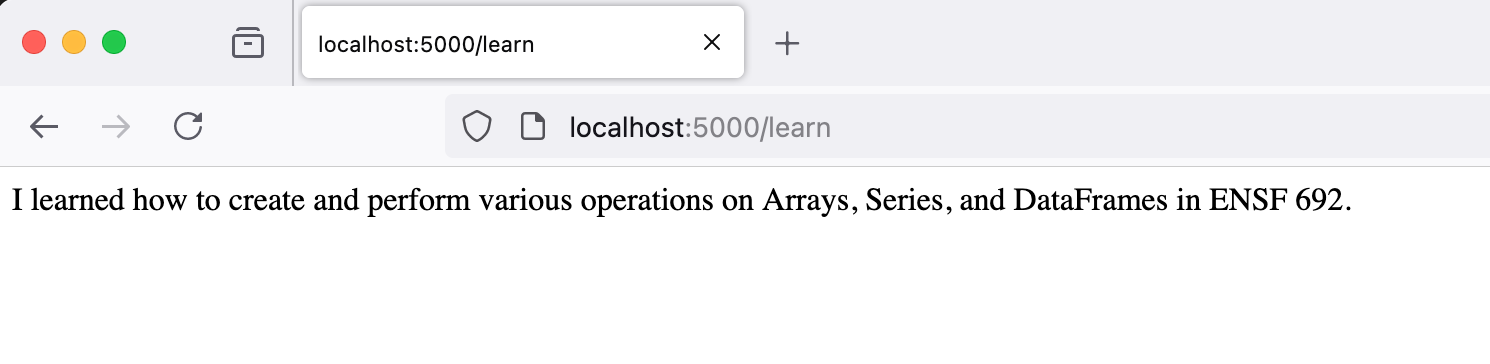 localhost:5000/learn
localhost:5000/learn
I learned how to create and perform various operations on Arrays, Series, and DataFrames in ENSF 692.